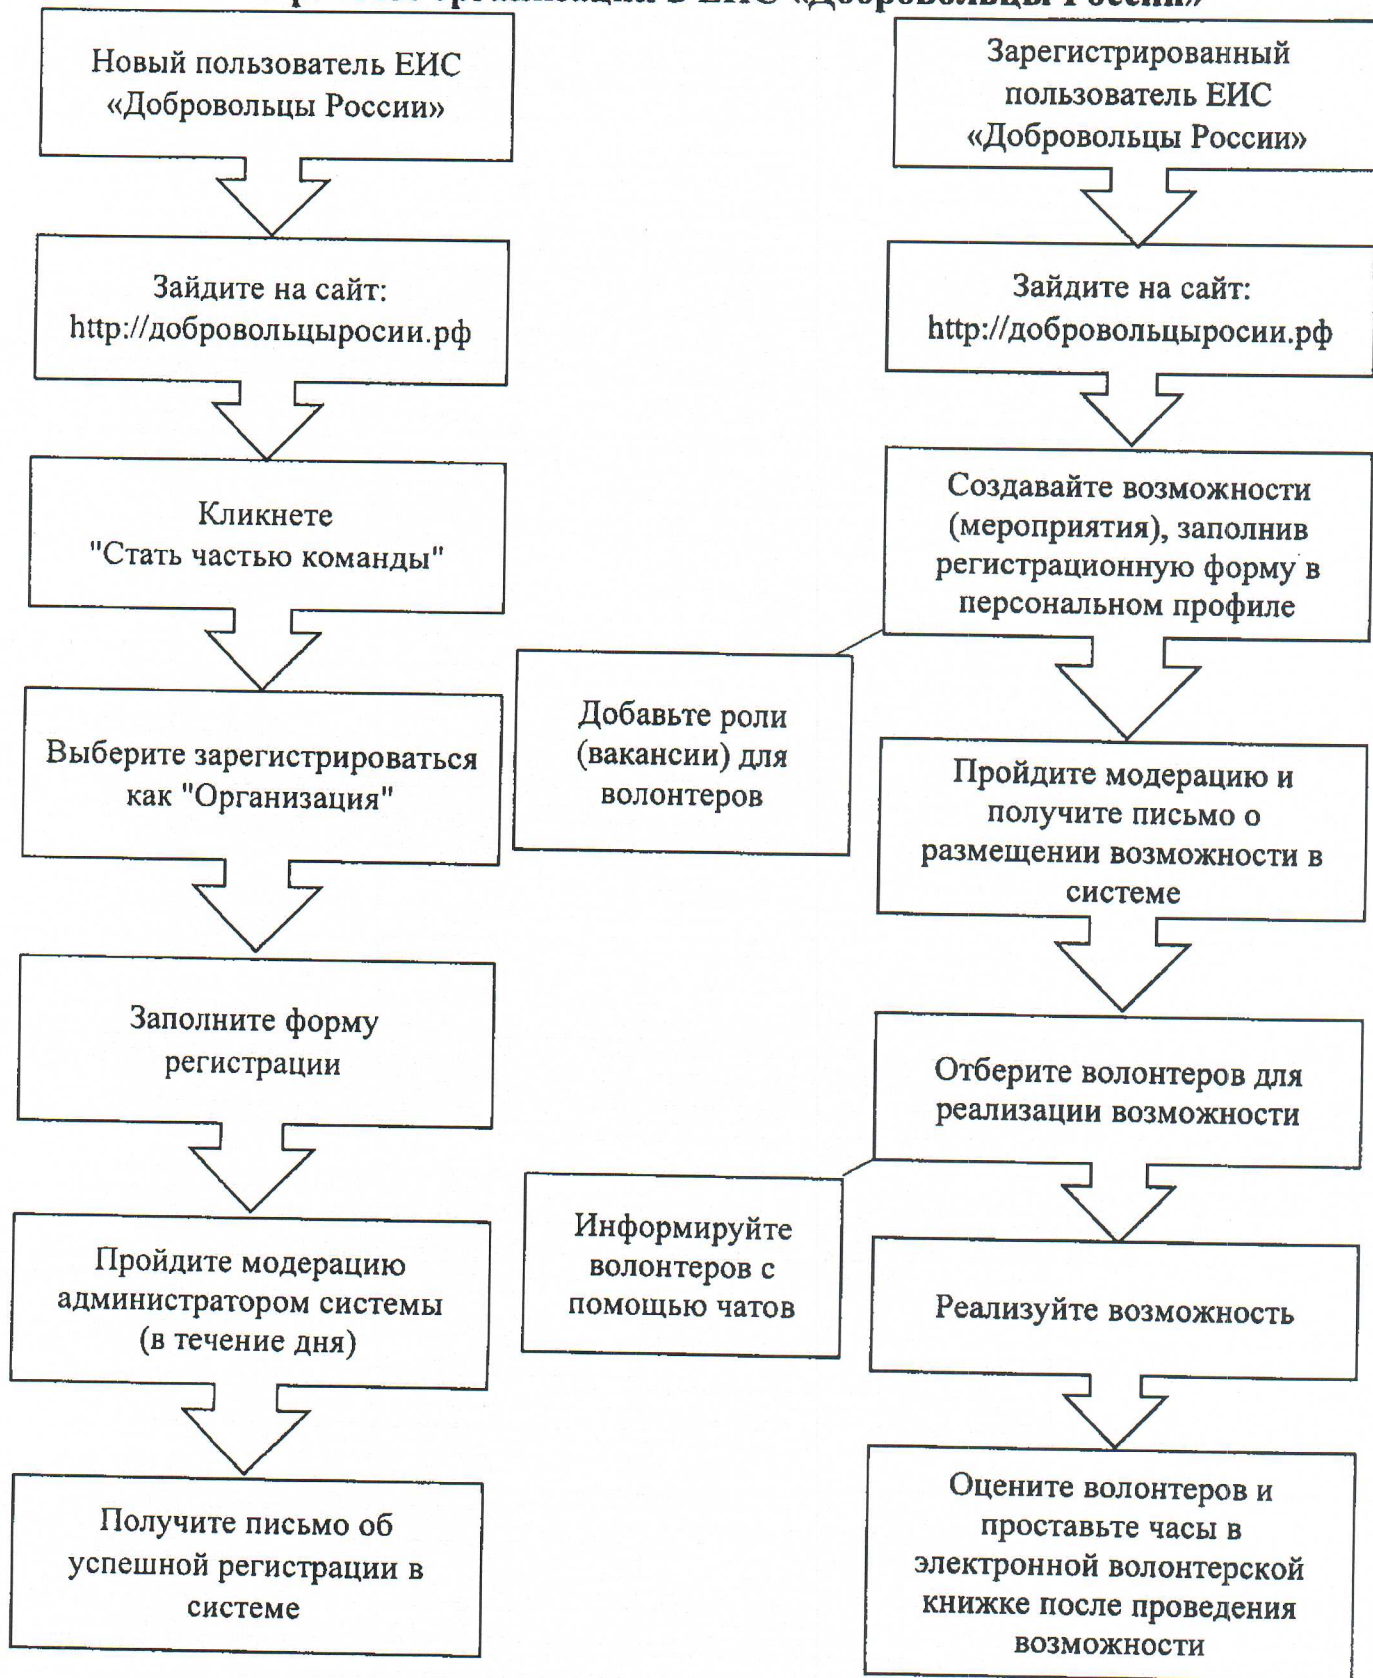 организации в ЕИС «Добровольцы России»
Новый пользователь ЕИС
«Добровольцы России»
Зайдите на сайт:
http://добровольцыросии.рф
Кликнете
"Стать частью команды"
Выберите зарегистрироваться
как "Организация"
Заполните форму
регистрации
Пройдите модерацию
администратором системы
(в течение дня)
Получите письмо об
успешной регистрации в
системе
Зарегистрированный
пользователь ЕИС
«Добровольцы России»
Зайдите на сайт:
http://добровольцыросии.рф
Создавайте возможности
(мероприятия), заполнив
регистрационную форму в
персональном профиле
Добавьте роли
(вакансии) для
волонтеров
Пройдите модерацию и
получите письмо о
размещении возможности в
системе
Отберите волонтеров для
реализации возможности
Информируйте
волонтеров с
помощью чатов
Реализуйте возможность
Оцените волонтеров и
проставьте часы в
электронной волонтерской
книжке после проведения
возможности